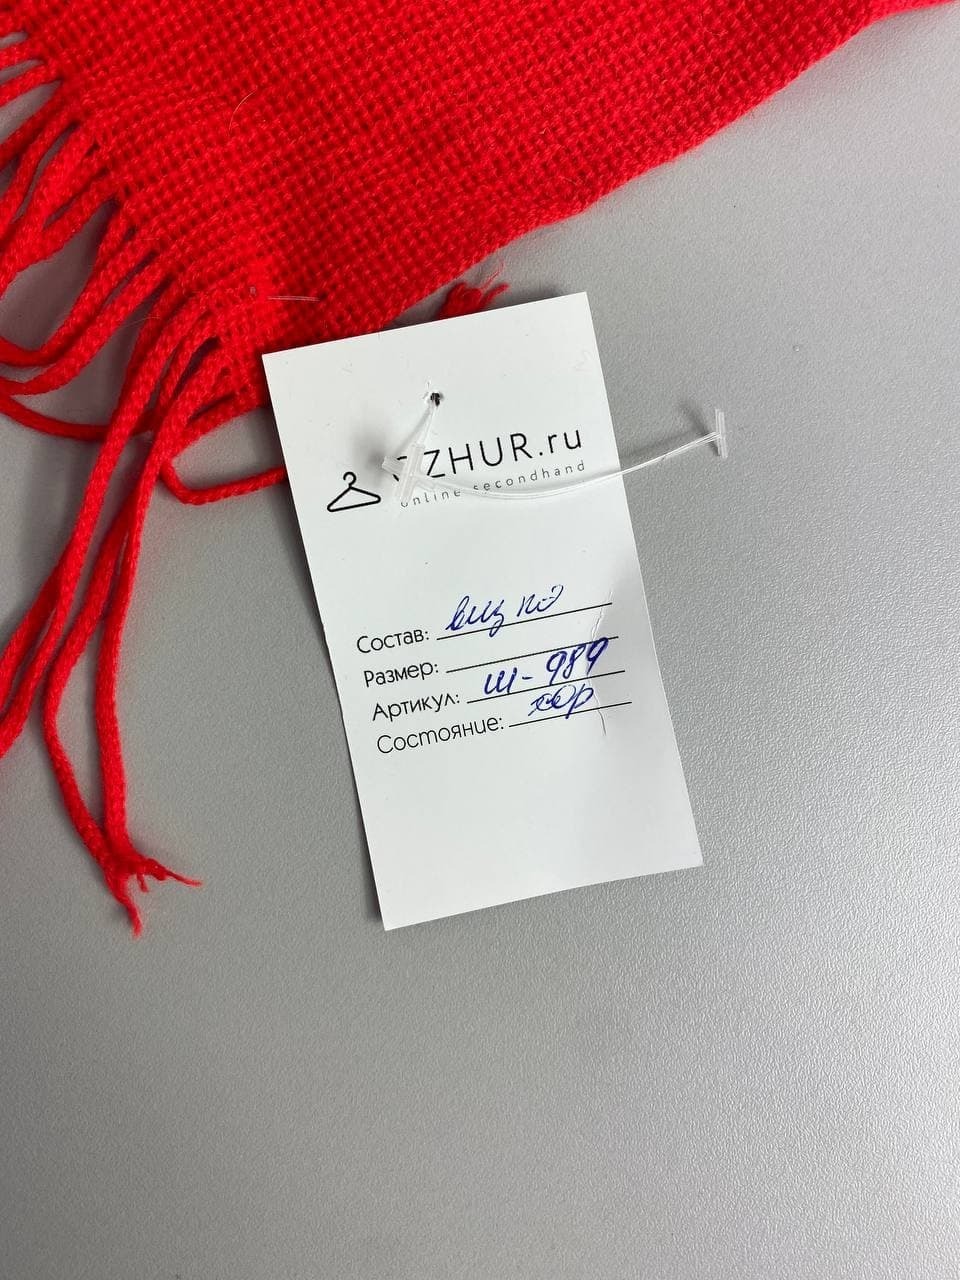 ZHUR.ru
online secondhand
Состав: виз по
Размер:
Артикул: Ш-989
Состояние: хор